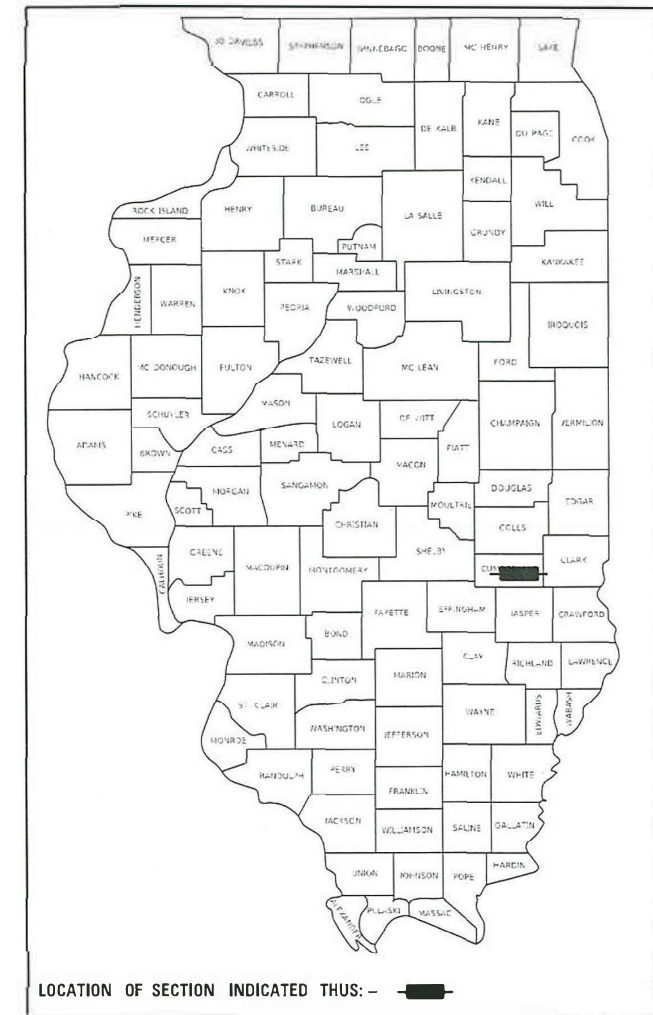 JO DAVIESS STEPHENSON WINNEBAGO BOONE MC HENRY LAKE
CARROLL OGLE DE KALB KANE DU PAGE COOK
WHITESIDE LEE
KENDALL WILL
ROCK ISLAND HENRY BUREAU LA SALLE
MERCER PUTNAM GRUNDY
STARK MARSHALL KANKAKEE
HENDERSON WARREN KNOX PEORIA WOODFORD LIVINGSTON
IROQUOIS
HANCOCK MC DONOUGH FULTON TAZEWELL MC LEAN FORD
MASON
SCHUYLER LOGAN DE WITT CHAMPAIGN VERMILION
ADAMS BROWN CASS MENARD MACON PIATT
MORGAN SANGAMON DOUGLAS
PIKE SCOTT CHRISTIAN MOULTRIE COLES EDGAR
GREENE MACOUPIN MONTGOMERY SHELBY CLARK
CALHOUN JERSEY
FAYETTE EFFINGHAM JASPER CRAWFORD
MADISON BOND
CLAY RICHLAND LAWRENCE
CLINTON MARION
ST. CLAIR WAYNE EDWARDS WABASH
WASHINGTON JEFFERSON
MONROE
RANDOLPH PERRY HAMILTON WHITE
FRANKLIN
JACKSON WILLIAMSON SALINE GALLATIN
UNION JOHNSON POPE HARDIN
ALEXANDER PULASKI MASSAC
LOCATION OF SECTION INDICATED THUS: -